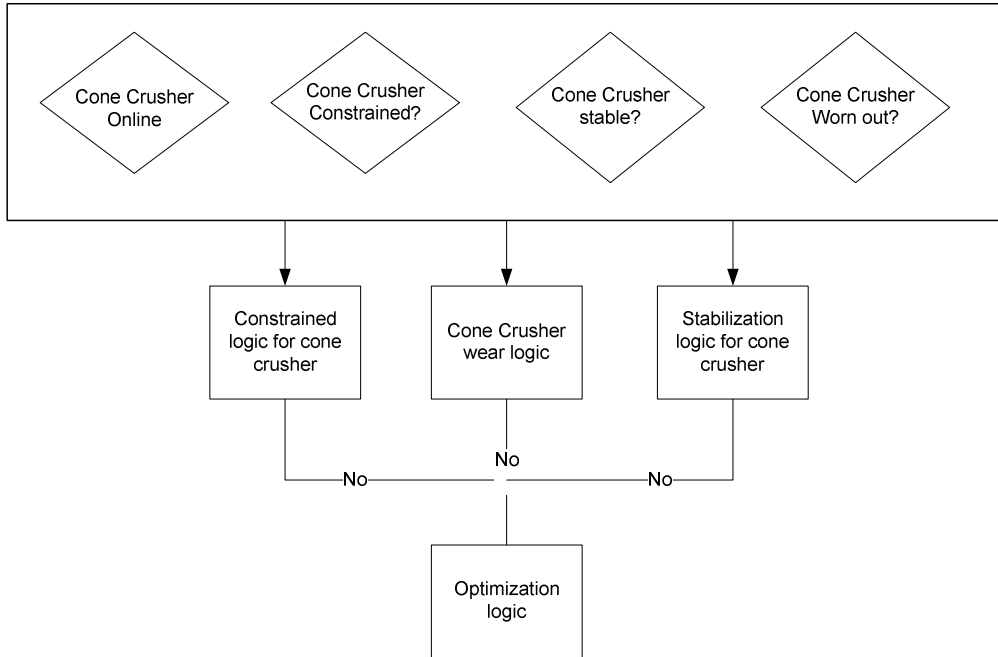 Cone Crusher
Online
Cone Crusher
Constrained?
Cone Crusher
stable?
Cone Crusher
Worn out?
Constrained
logic for cone
crusher
Cone Crusher
wear logic
Stabilization
logic for cone
crusher
No
No
No
Optimization
logic